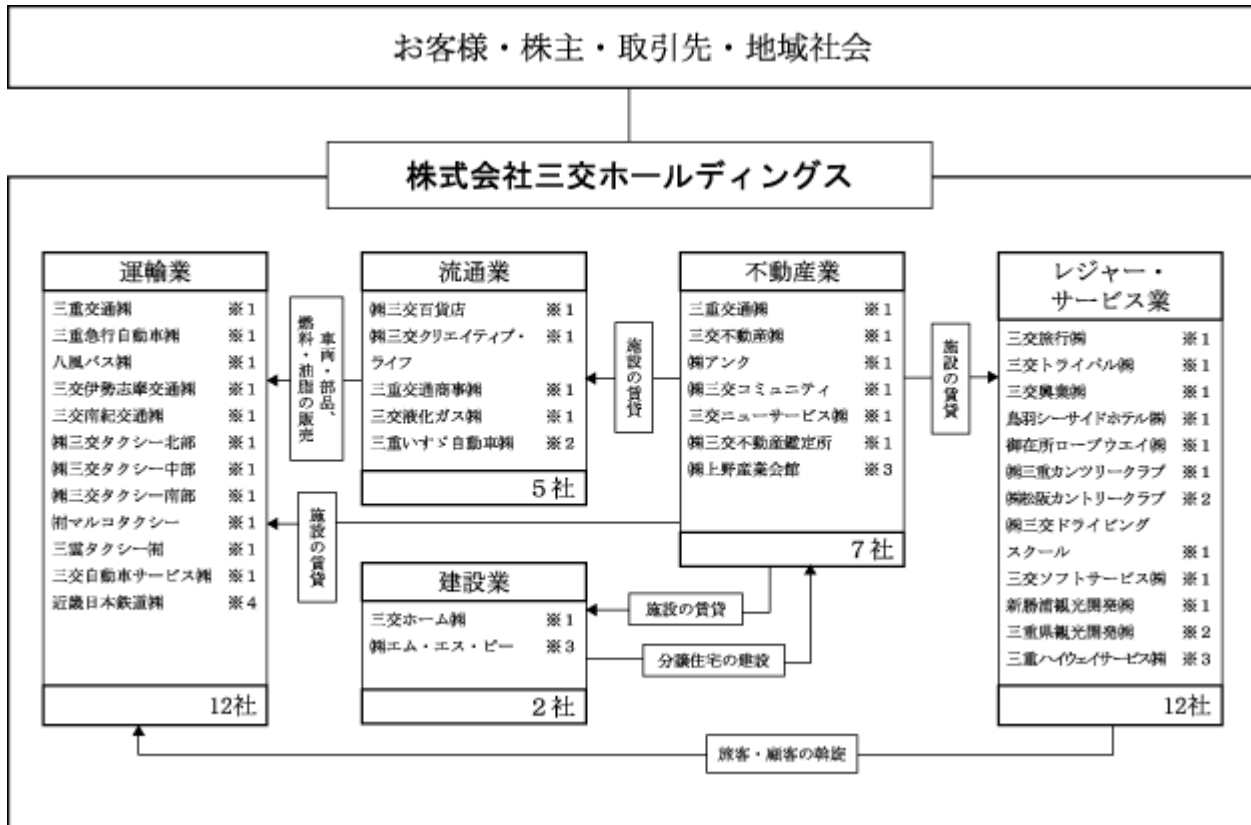 お客様・株主・取引先・地域社会
株式会社三交ホールディングス
運輸業
三重交通㈱ ※1
三重急行自動車㈱ ※1
八風バス㈱ ※1
三交伊勢志摩交通㈱ ※1
三交南紀交通㈱ ※1
㈱三交タクシー北部 ※1
㈱三交タクシー中部 ※1
㈱三交タクシー南部 ※1
㈲マルコタクシー ※1
三雲タクシー㈲ ※1
三交自動車サービス㈱ ※1
近畿日本鉄道㈱ ※4
12社
車両・部品、
燃料・油脂の販売
施設の賃貸
流通業
㈱三交百貨店 ※1
㈱三交クリエイティブ・ ※1
ライフ
三重交通商事㈱ ※1
三交液化ガス㈱ ※1
三重いすゞ自動車㈱ ※2
5社
建設業
三交ホーム㈱ ※1
㈱エム・エス・ピー ※3
2社
施設の賃貸
不動産業
三重交通㈱ ※1
三交不動産㈱ ※1
㈱アンタ ※1
㈱三交コミュニティ ※1
三交ニューサービス㈱ ※1
㈱三交不動産鑑定所 ※1
㈱上野産業会館 ※3
7社
施設の賃貸
分譲住宅の建設
施設の賃貸
レジャー・
サービス業
三交旅行㈱ ※1
三交トライパル㈱ ※1
三交興業㈱ ※1
鳥羽シーサイドホテル㈱ ※1
御在所ロープウエイ㈱ ※1
㈱三重カンツリークラブ ※1
㈱松阪カントリークラブ ※2
㈱三交ドライビング
スクール ※1
三交ソフトサービス㈱ ※1
新勝浦観光開発㈱ ※1
三重県観光開発㈱ ※2
三重ハイウェイサービス㈱ ※3
12社
旅客・顧客の斡旋